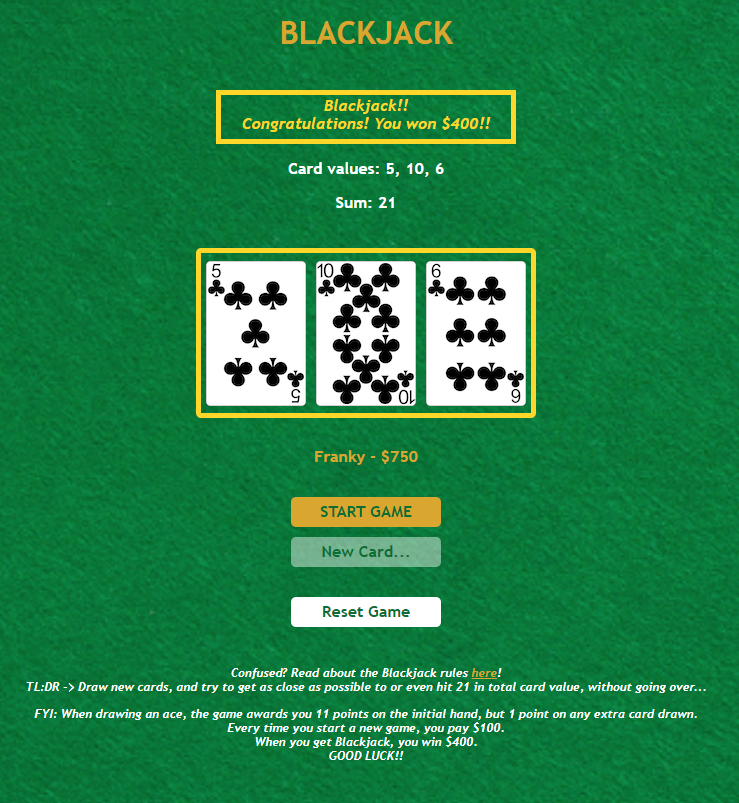 BLACKJACK
Blackjack!!
Congratulations! You won $400!!
Card values: 5, 10, 6
Sum: 21
5 10 6
5 10 6
Franky - $750
START GAME
New Card...
Reset Game
Confused? Read about the Blackjack rules here!
TL:DR -> Draw new cards, and try to get as close as possible to or even hit 21 in total card value, without going over...
FYI: When drawing an ace, the game awards you 11 points on the initial hand, but 1 point on any extra card drawn.
Every time you start a new game, you pay $100.
When you get Blackjack, you win $400.
GOOD LUCK!!